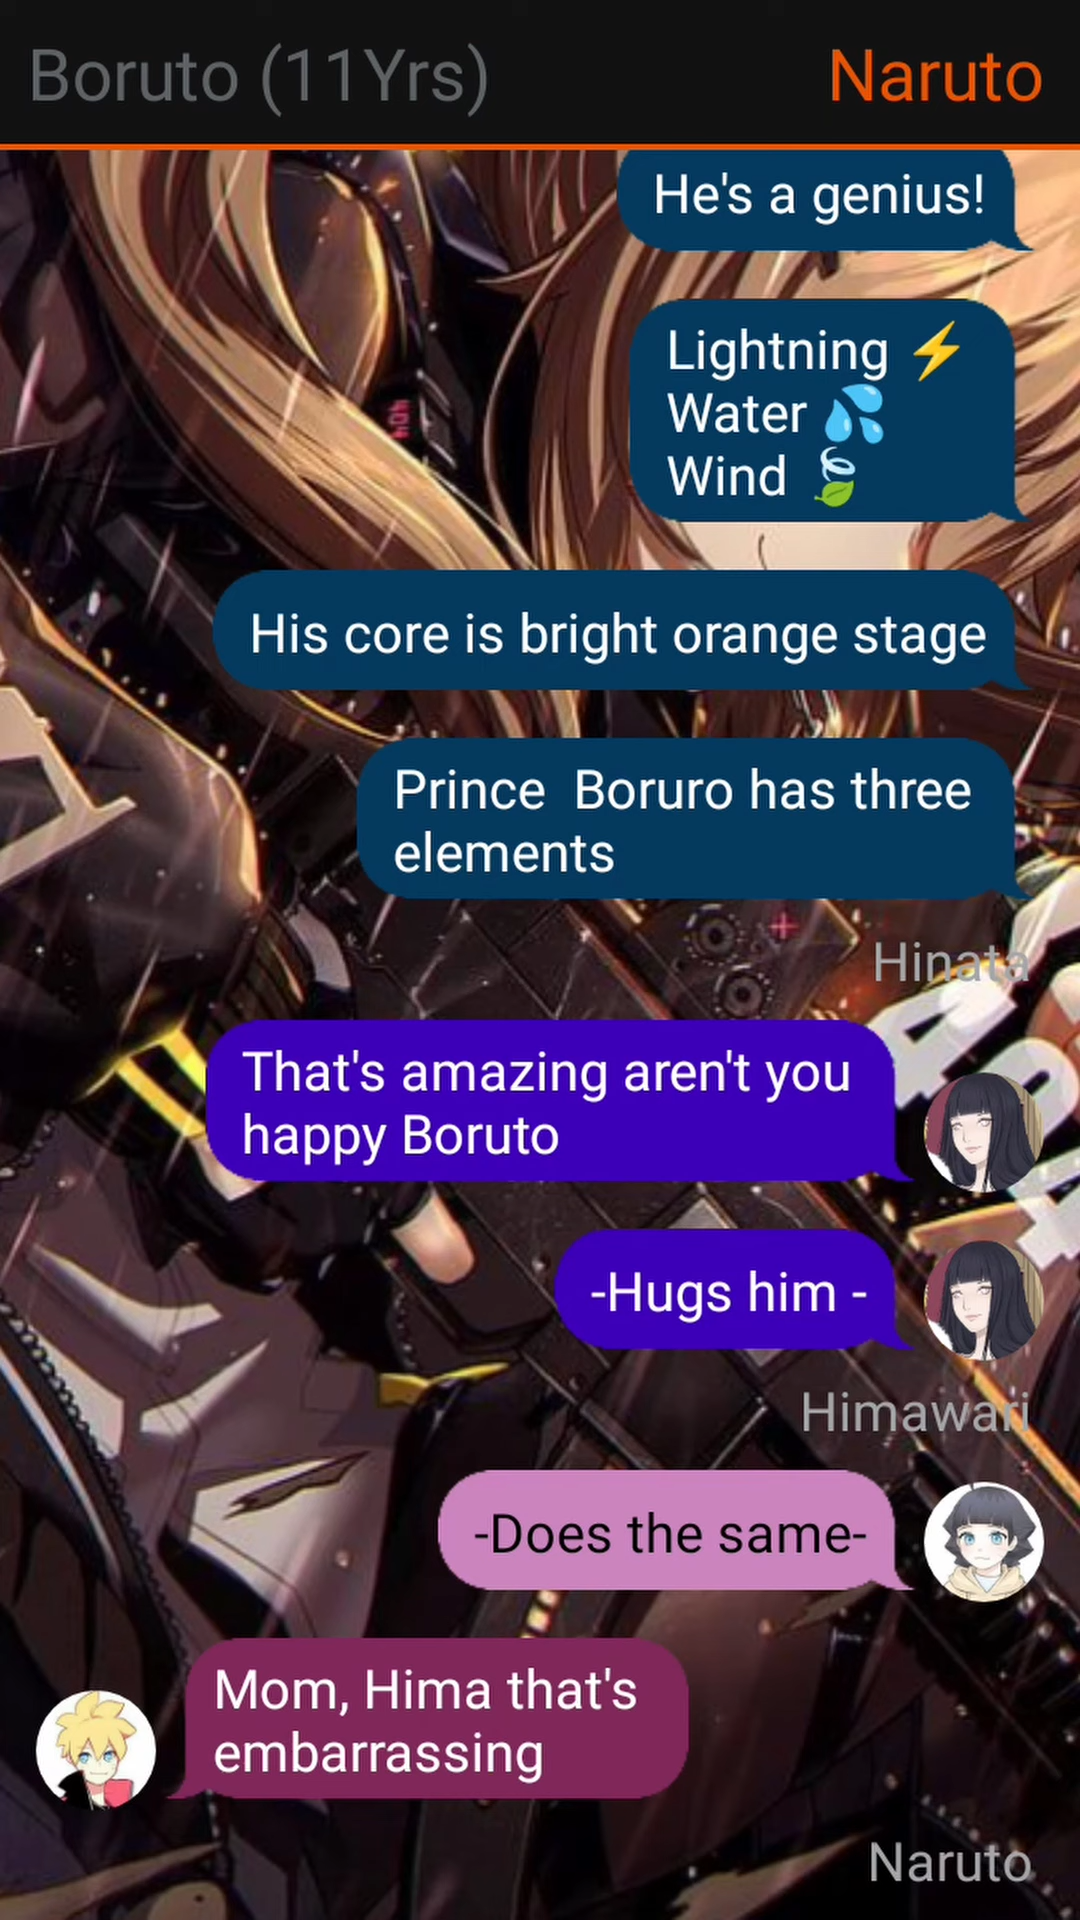 Boruto (11Yrs)
Naruto
He's a genius!
Lightning ⚡
Water 💦
Wind 🍃
His core is bright orange stage
Prince  Boruro has three
elements
Hinata
That's amazing aren't you
happy Boruto
-Hugs him -
Himawari
-Does the same-
Mom, Hima that's
embarrassing
Naruto